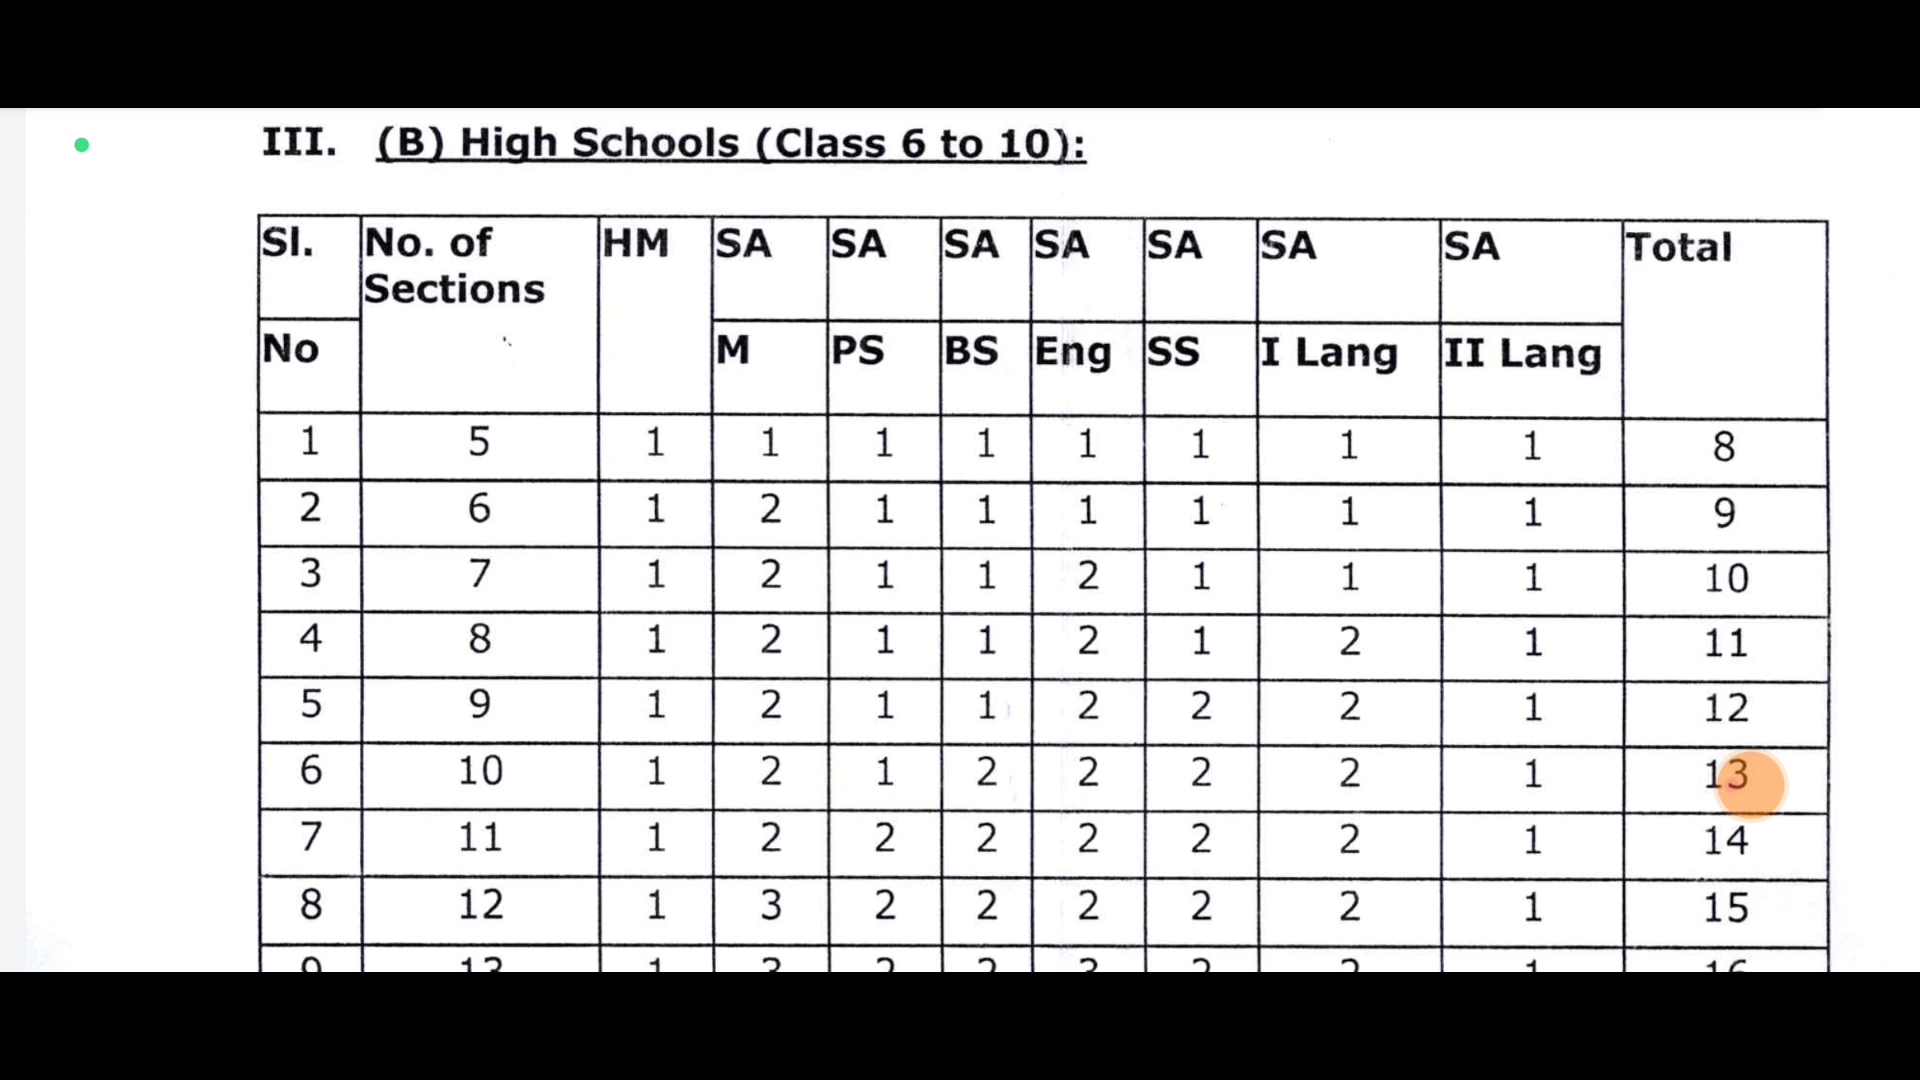 III. (B) High Schools (Class 6 to 10):
Sl. No. of Sections HM SA SA SA SA SA SA SA Total
No M PS BS Eng SS I Lang II Lang
1 5 1 1 1 1 1 1 1 1 8
2 6 1 2 1 1 1 1 1 1 9
3 7 1 2 1 1 2 1 1 1 10
4 8 1 2 1 1 2 1 2 1 11
5 9 1 2 1 1 2 2 2 1 12
6 10 1 2 1 2 2 2 2 1 13
7 11 1 2 2 2 2 2 2 1 14
8 12 1 3 2 2 2 2 2 1 15